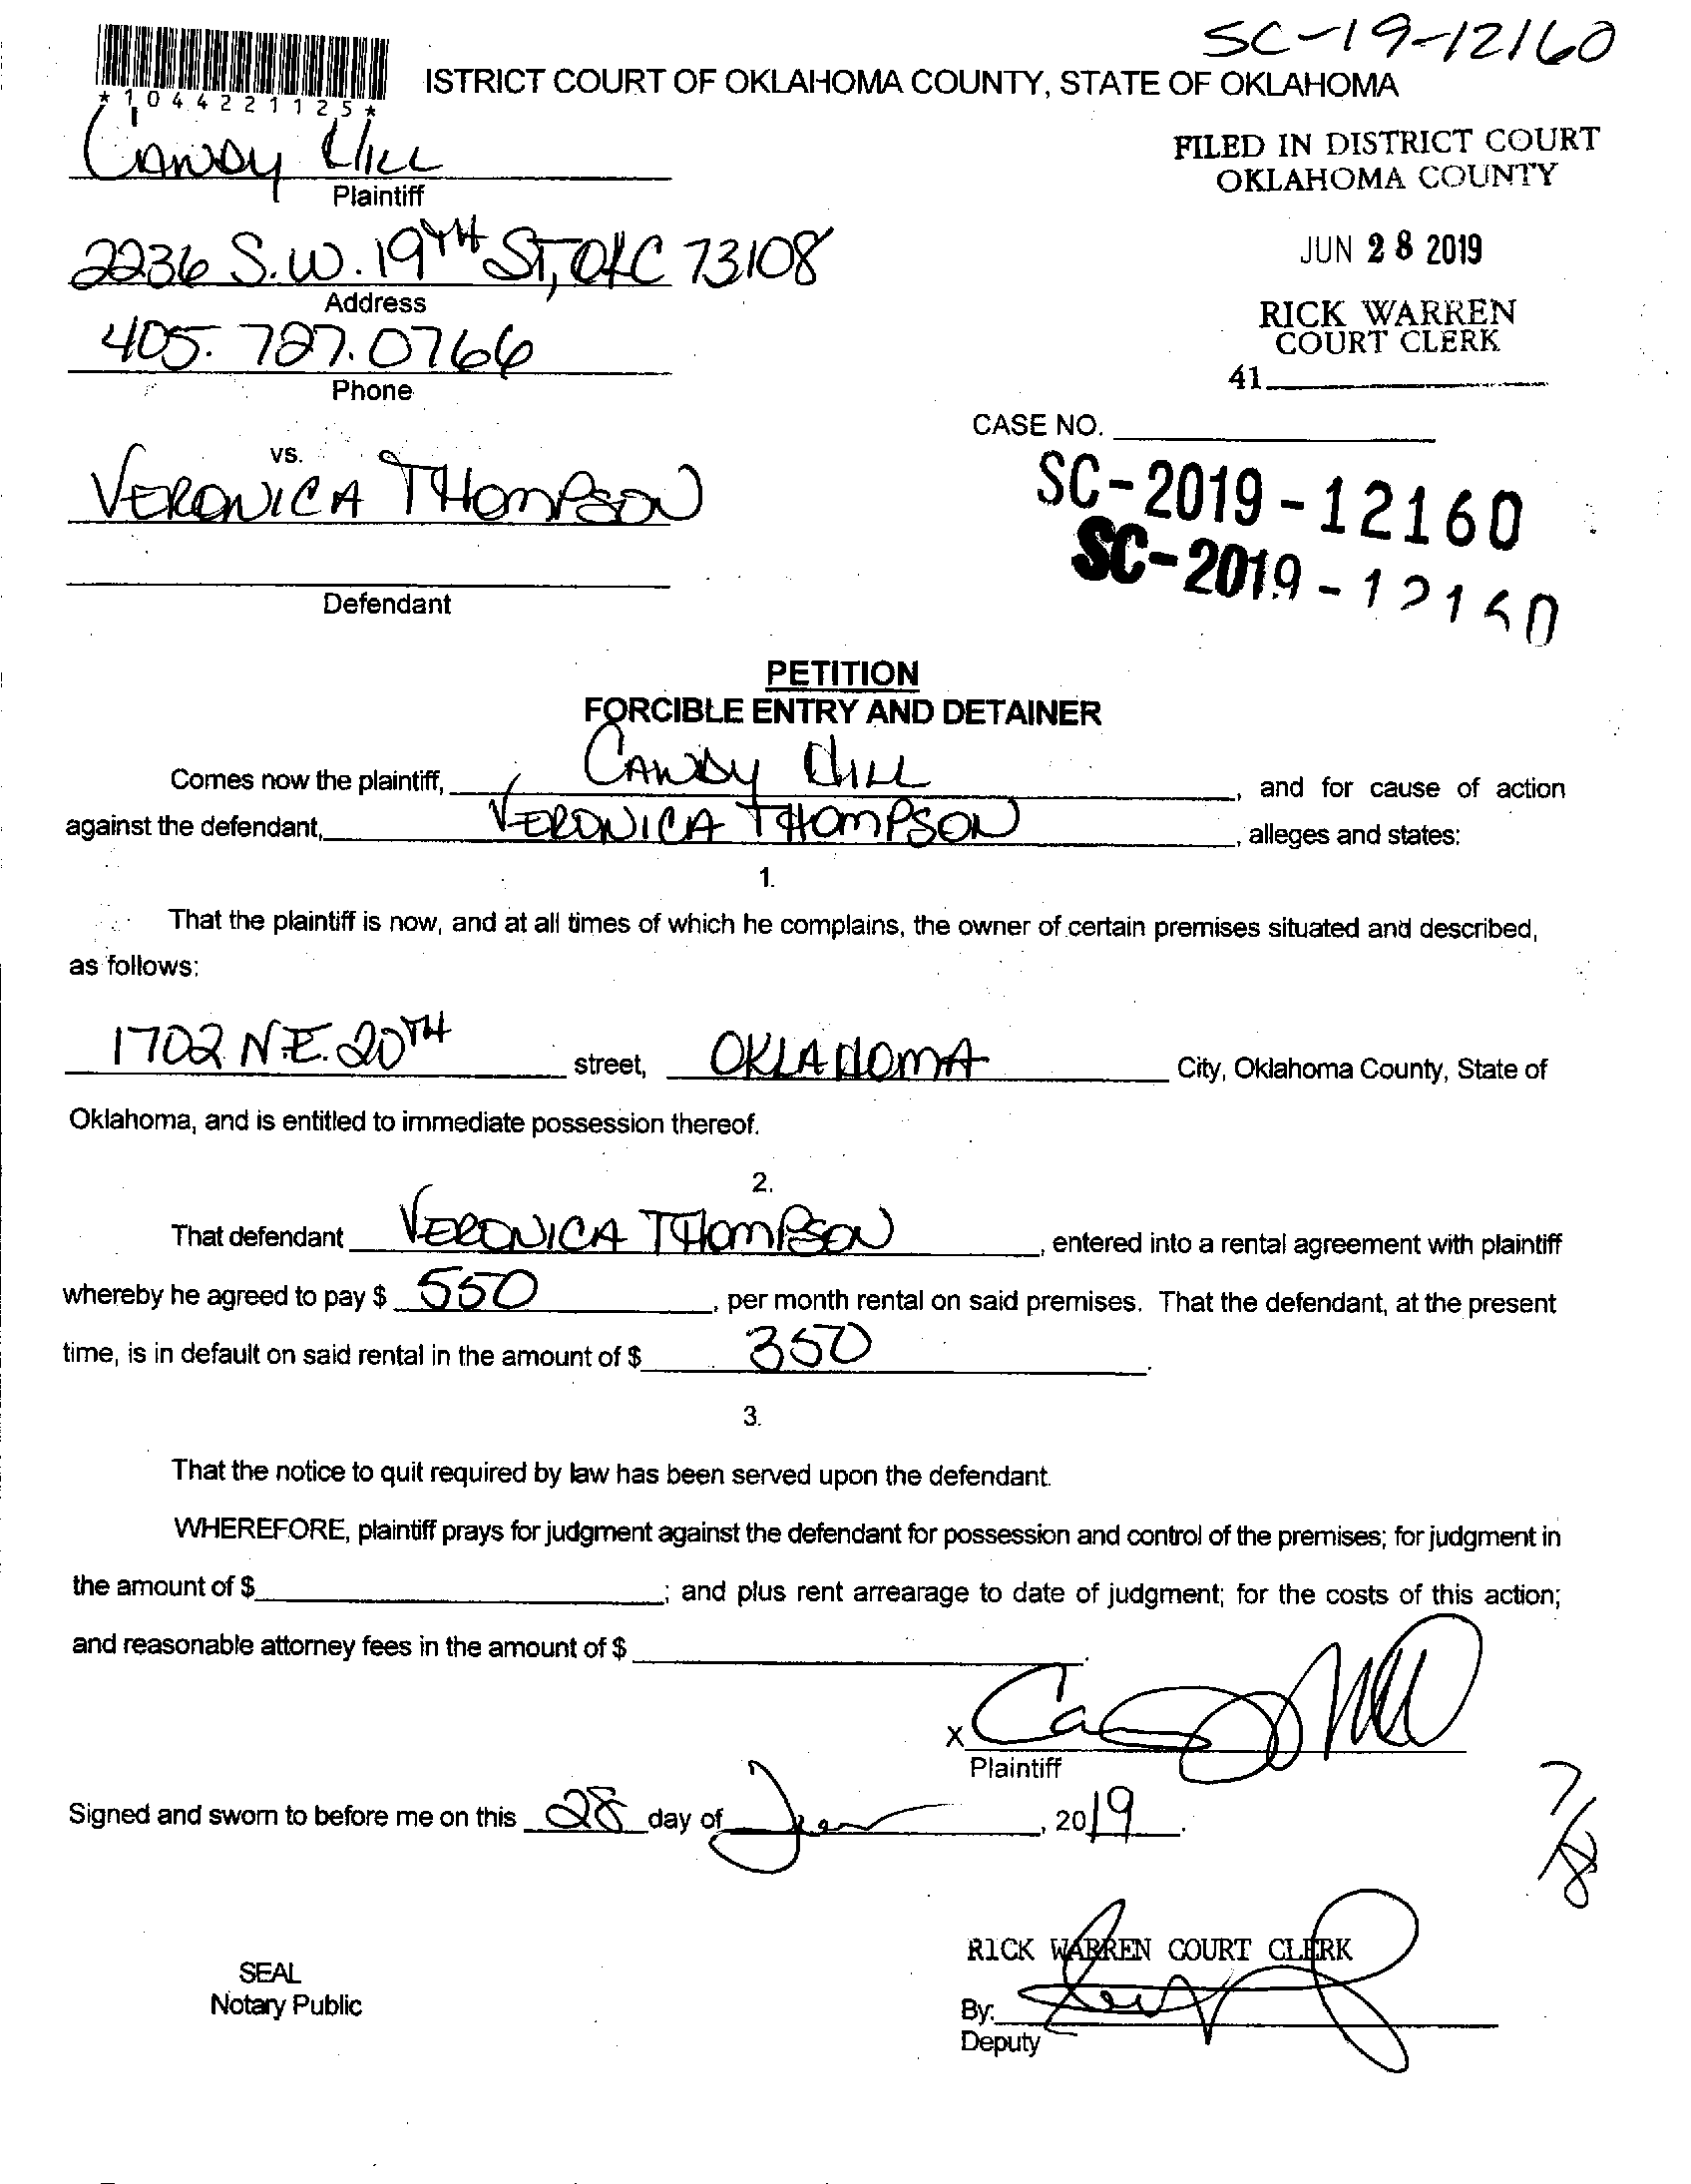 SC-19-12160
ISTRICT COURT OF OKLAHOMA COUNTY, STATE OF OKLAHOMA
*1044221125*
CANDY HILL
Plaintiff
FILED IN DISTRICT COURT
OKLAHOMA COUNTY
2236 S.W. 19TH ST, OKC 73108
Address
JUN 28 2019
405.727.0766
Phone
RICK WARREN
COURT CLERK
41
CASE NO.
vs.
VERONICA THOMPSON
SC-2019-12160
SC-2019-12160
Defendant
PETITION
FORCIBLE ENTRY AND DETAINER
Comes now the plaintiff, CANDY HILL, and for cause of action
against the defendant, VERONICA THOMPSON, alleges and states:
1.
That the plaintiff is now, and at all times of which he complains, the owner of certain premises situated and described,
as follows:
1702 N.E. 20TH street, OKLAHOMA City, Oklahoma County, State of
Oklahoma, and is entitled to immediate possession thereof.
2.
That defendant VERONICA THOMPSON, entered into a rental agreement with plaintiff
whereby he agreed to pay $ 550, per month rental on said premises. That the defendant, at the present
time, is in default on said rental in the amount of $ 350.
3.
That the notice to quit required by law has been served upon the defendant.
WHEREFORE, plaintiff prays for judgment against the defendant for possession and control of the premises; for judgment in
the amount of $ ; and plus rent arrearage to date of judgment; for the costs of this action;
and reasonable attorney fees in the amount of $ .
X Candy Hill
Plaintiff
Signed and sworn to before me on this 28 day of June, 2019.
7/18
RICK WARREN COURT CLERK
SEAL
Notary Public
By:
Deputy